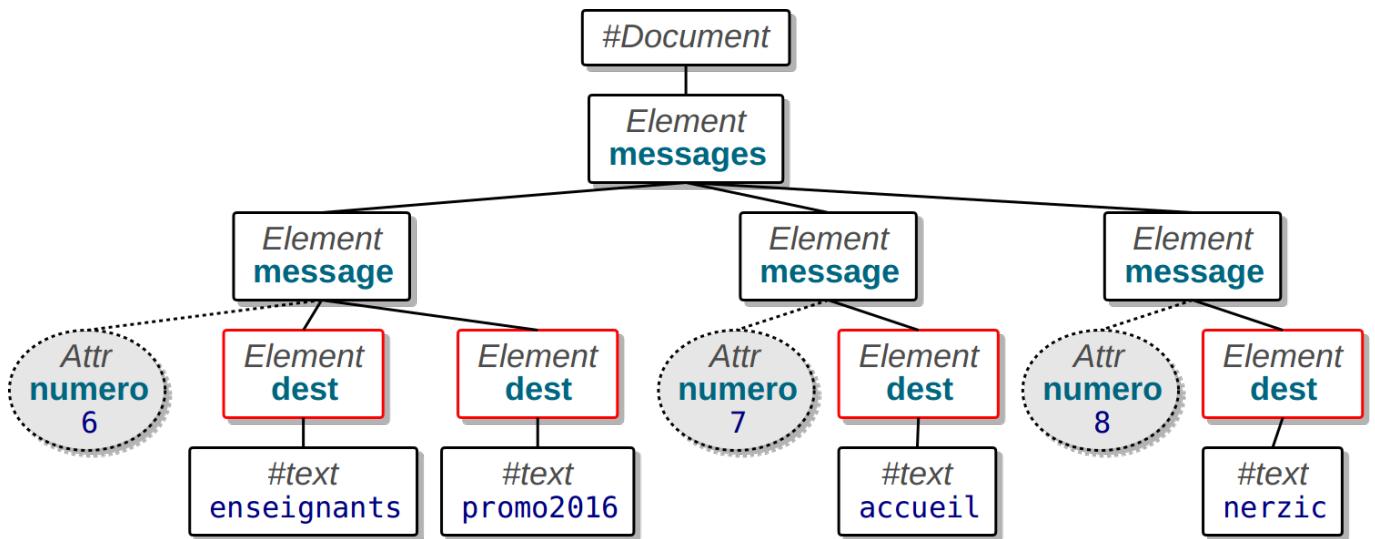 #Document
Element
messages
Element
message
Element
message
Element
message
Attr
numero
6
Element
dest
Element
dest
Attr
numero
7
Element
dest
Attr
numero
8
Element
dest
#text
enseignants
#text
promo2016
#text
accueil
#text
nerzic